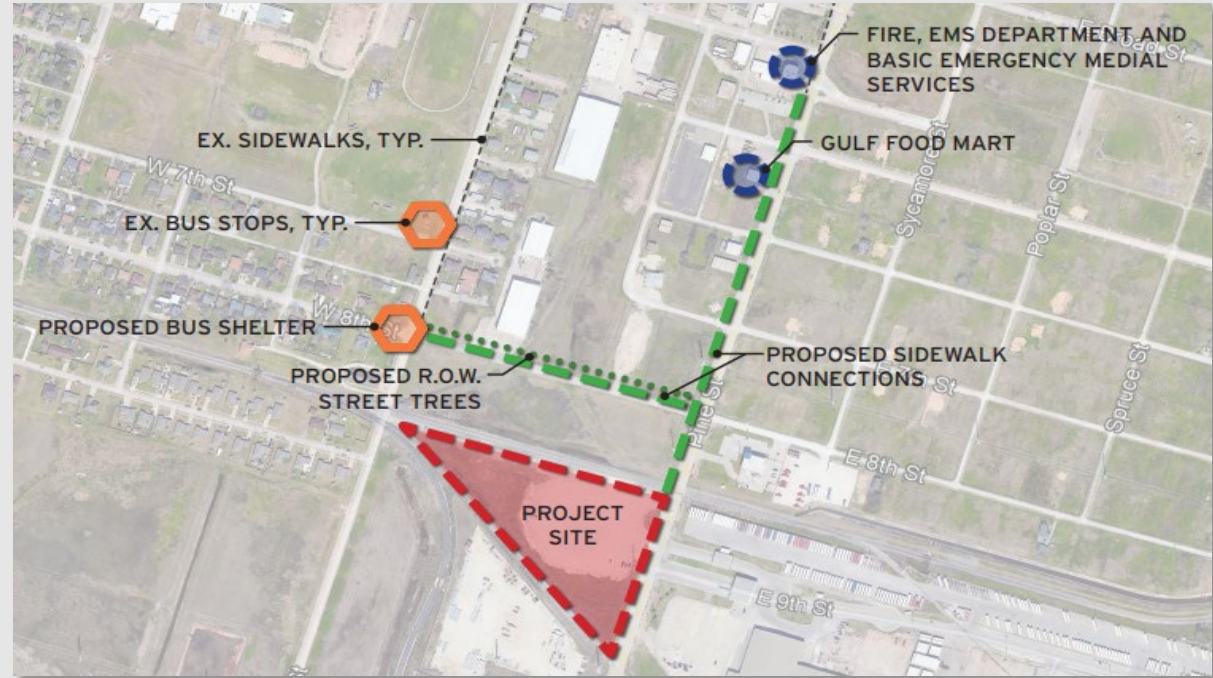 FIRE, EMS DEPARTMENT AND
BASIC EMERGENCY MEDIAL
SERVICES
EX. SIDEWALKS, TYP.
GULF FOOD MART
W 7th St
Sycamore St
Poplar St
EX. BUS STOPS, TYP.
W 8th St
PROPOSED BUS SHELTER
PROPOSED R.O.W.
STREET TREES
PROPOSED SIDEWALK
CONNECTIONS
E 7th St
Spruce St
Pine St
E 8th St
PROJECT
SITE
E 9th St